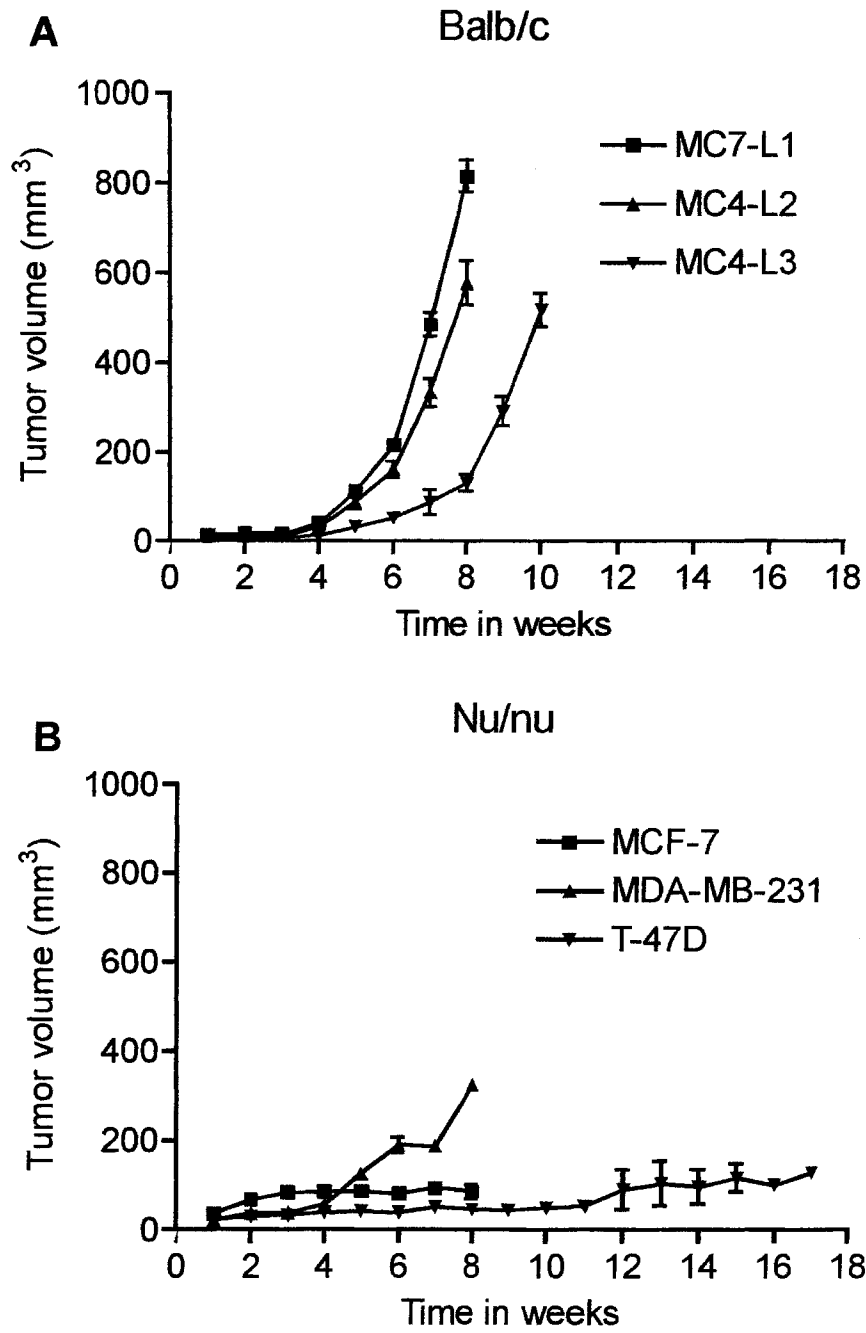 A
Balb/c
1000
800
600
400
200
0
Tumor volume (mm³)
MC7-L1
MC4-L2
MC4-L3
0 2 4 6 8 10 12 14 16 18
Time in weeks
B
Nu/nu
1000
800
600
400
200
0
Tumor volume (mm³)
MCF-7
MDA-MB-231
T-47D
0 2 4 6 8 10 12 14 16 18
Time in weeks